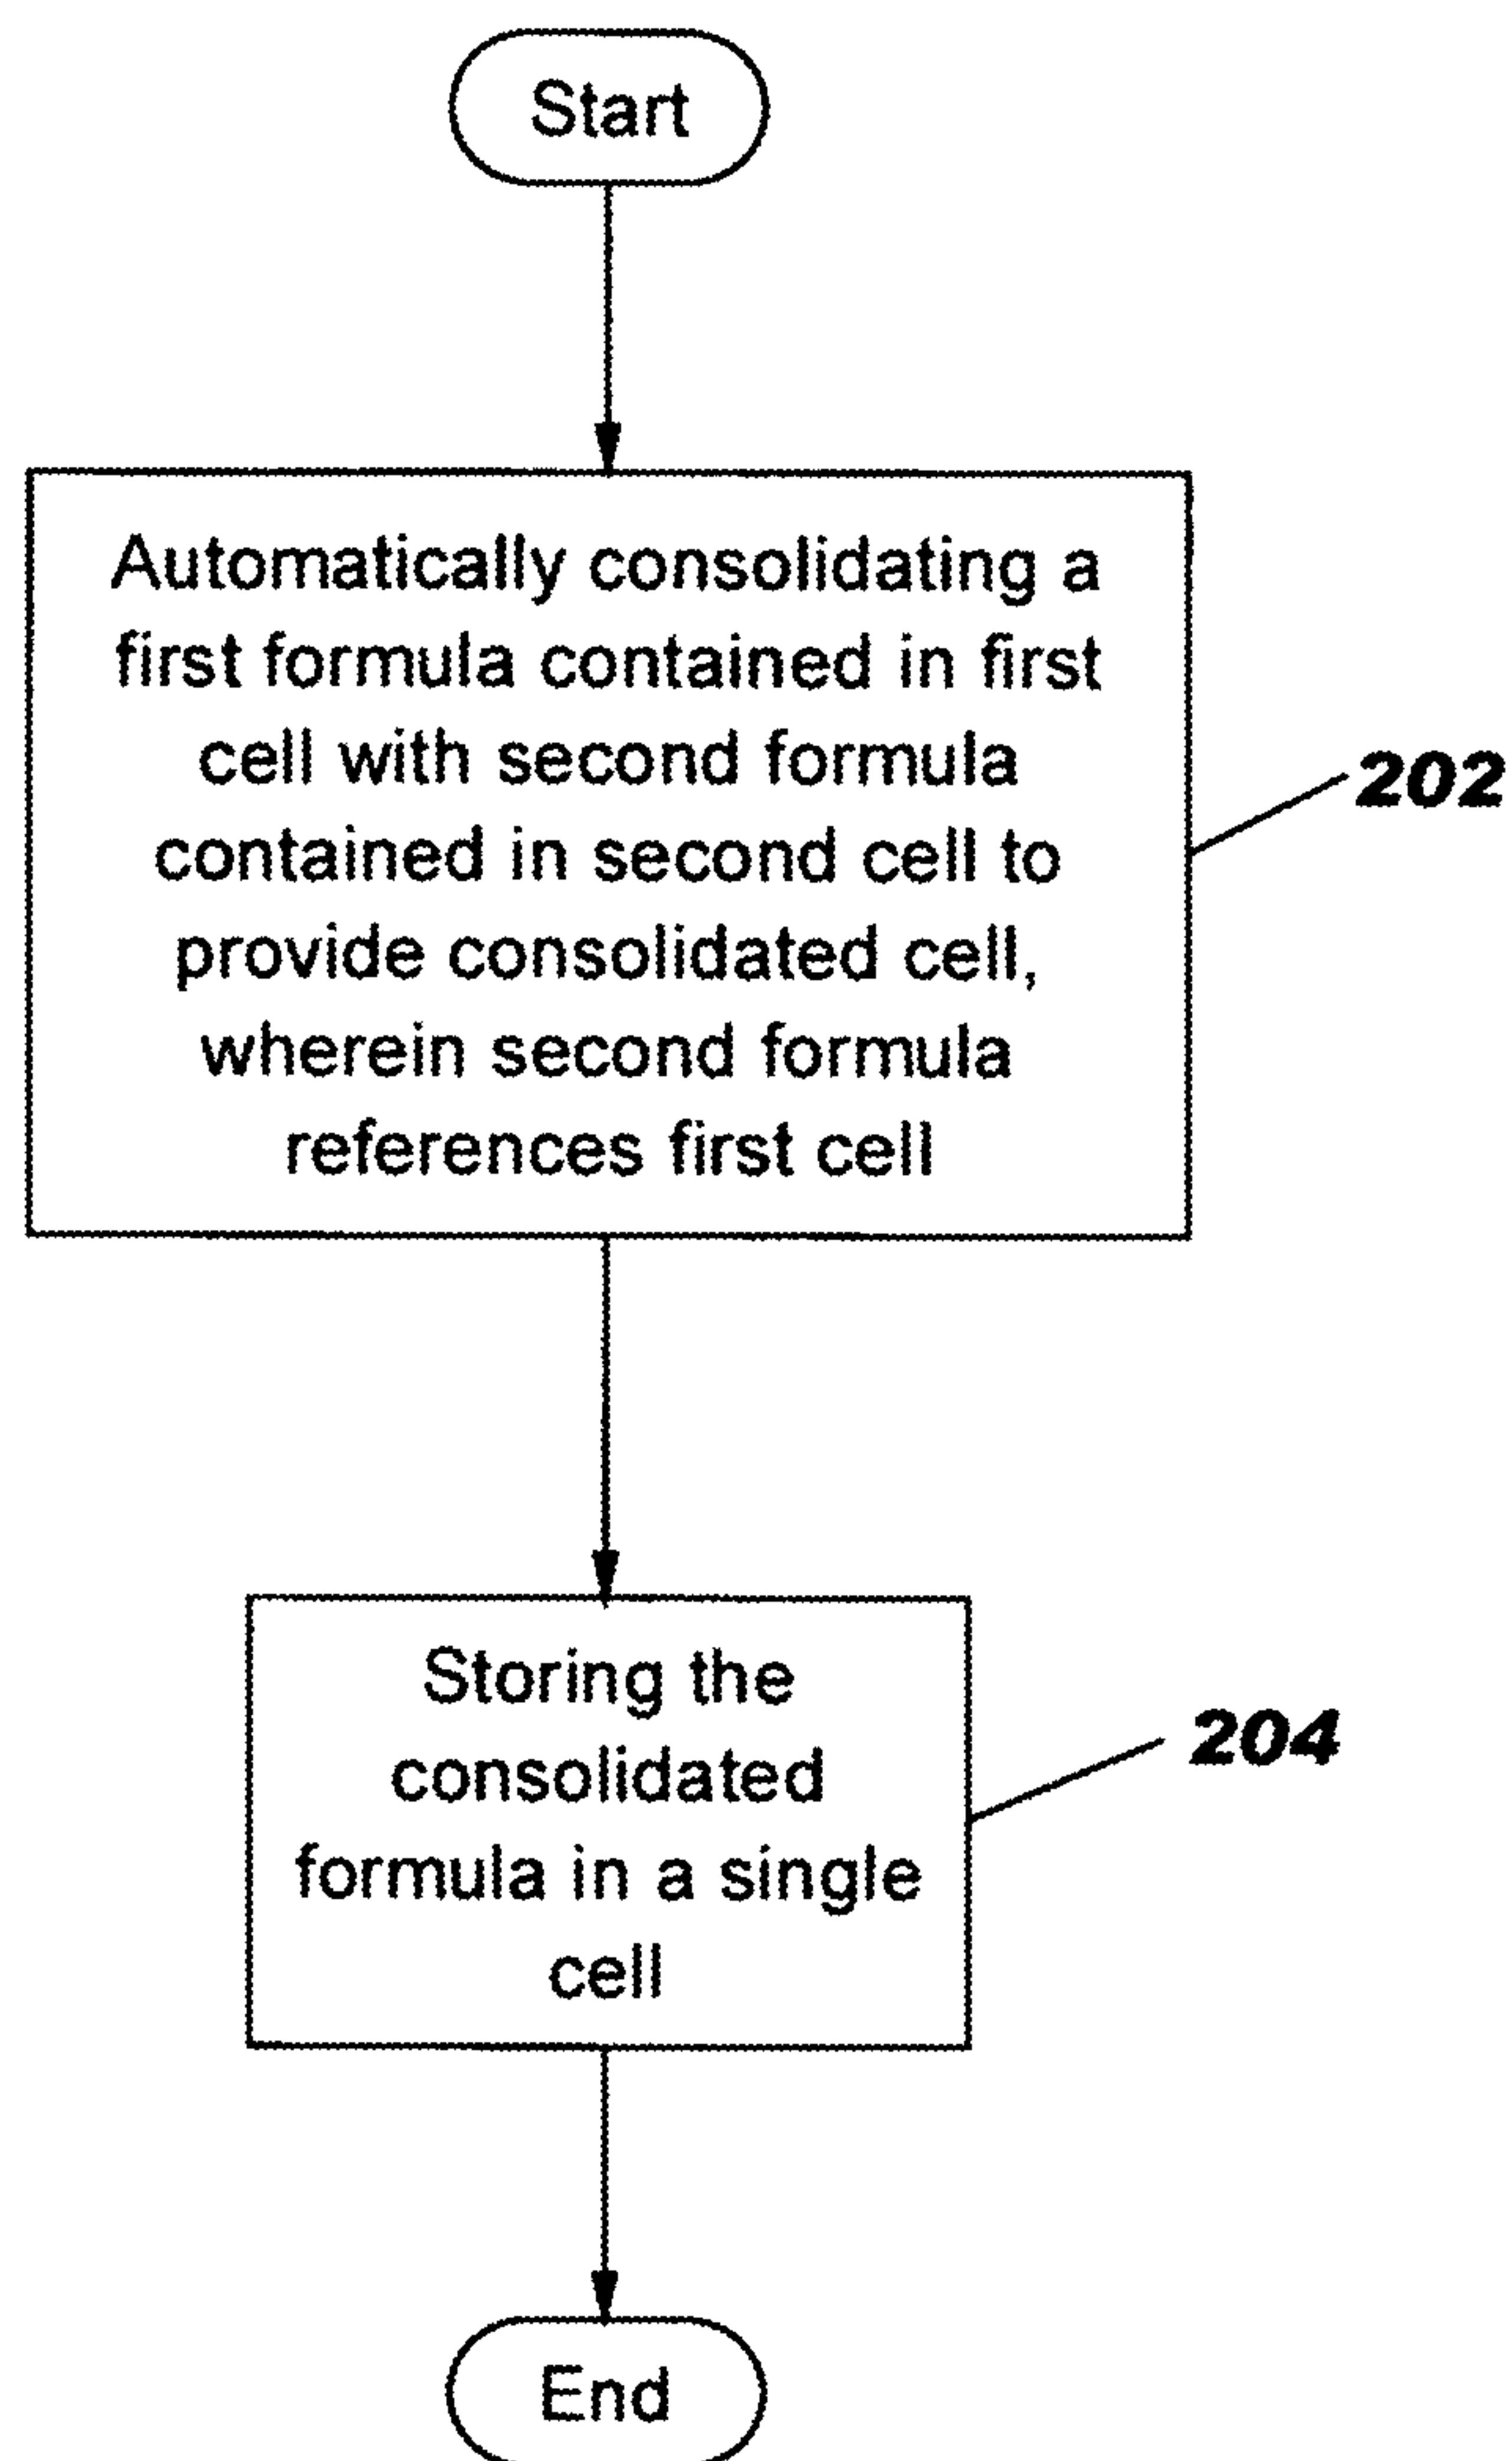 Start
Automatically consolidating a
first formula contained in first
cell with second formula
contained in second cell to
provide consolidated cell,
wherein second formula
references first cell
202
Storing the
consolidated
formula in a single
cell
204
End